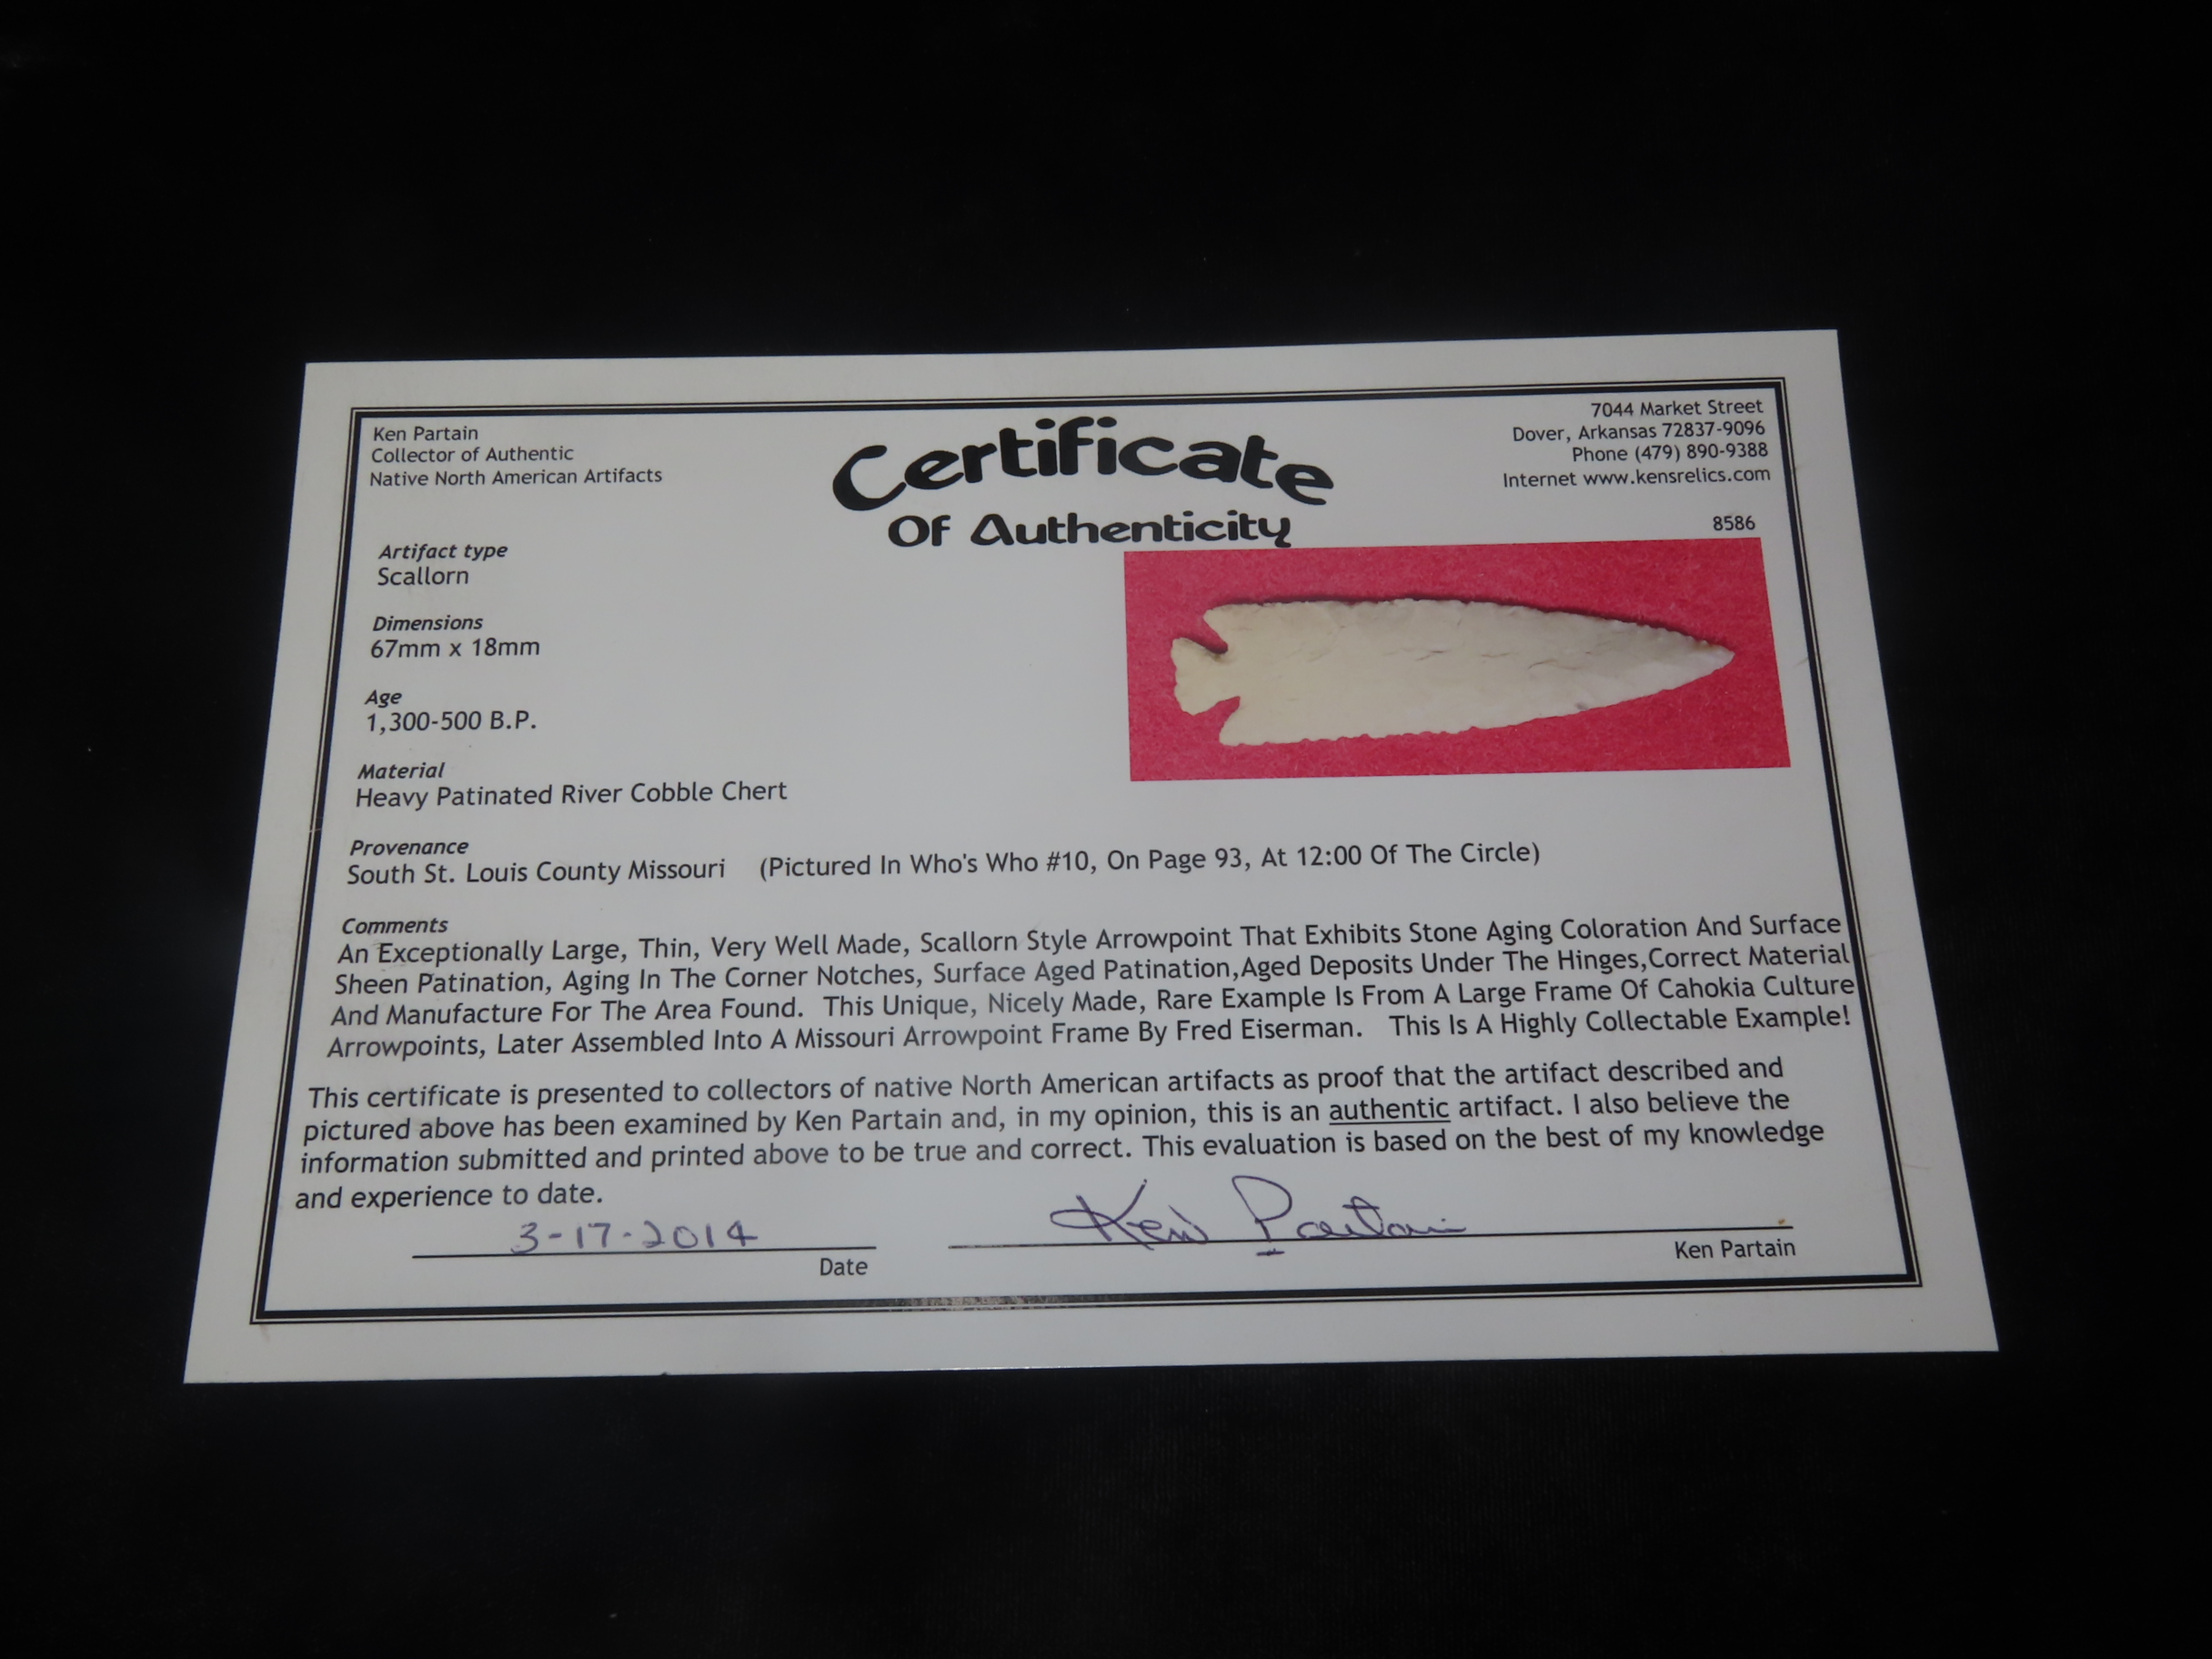 Ken Partain
Collector of Authentic
Native North American Artifacts
Certificate
Of Authenticity
7044 Market Street
Dover, Arkansas 72837-9096
Phone (479) 890-9388
Internet www.kensrelics.com
8586
Artifact type
Scallorn
Dimensions
67mm x 18mm
Age
1,300-500 B.P.
Material
Heavy Patinated River Cobble Chert
Provenance
South St. Louis County Missouri (Pictured In Who's Who #10, On Page 93, At 12:00 Of The Circle)
Comments
An Exceptionally Large, Thin, Very Well Made, Scallorn Style Arrowpoint That Exhibits Stone Aging Coloration And Surface
Sheen Patination, Aging In The Corner Notches, Surface Aged Patination,Aged Deposits Under The Hinges,Correct Material
And Manufacture For The Area Found. This Unique, Nicely Made, Rare Example Is From A Large Frame Of Cahokia Culture
Arrowpoints, Later Assembled Into A Missouri Arrowpoint Frame By Fred Eiserman. This Is A Highly Collectable Example!
This certificate is presented to collectors of native North American artifacts as proof that the artifact described and
pictured above has been examined by Ken Partain and, in my opinion, this is an authentic artifact. I also believe the
information submitted and printed above to be true and correct. This evaluation is based on the best of my knowledge
and experience to date.
3-17-2014
Ken Partain
Date
Ken Partain